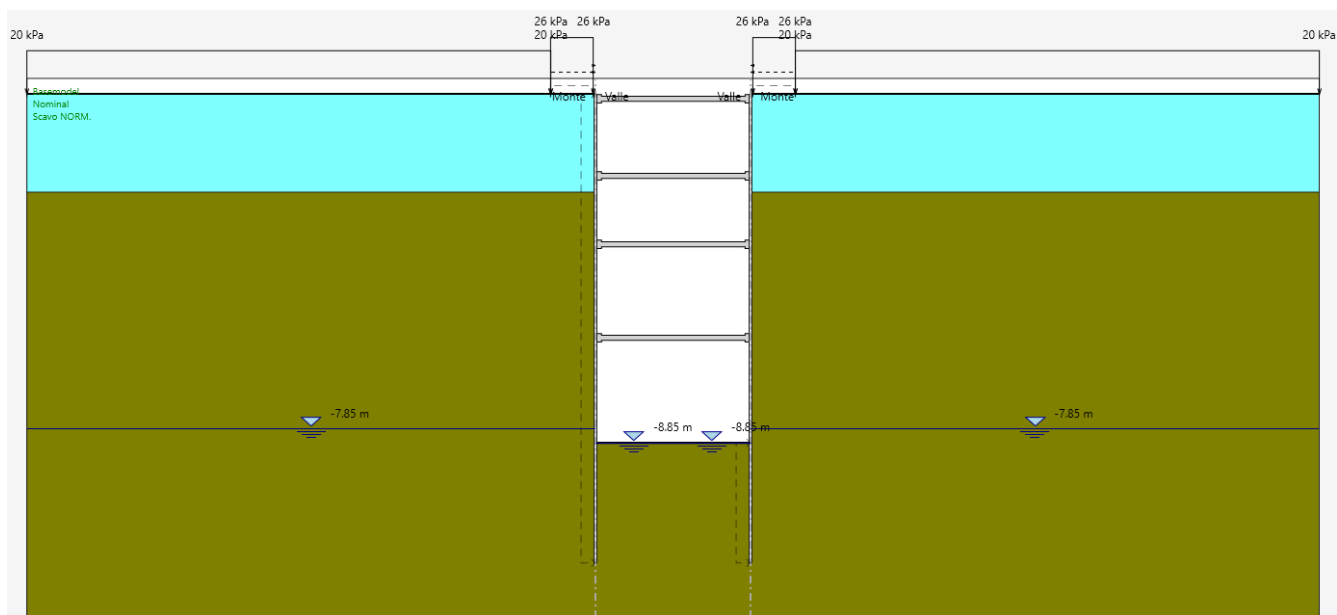 26 kPa 26 kPa 26 kPa 26 kPa
20 kPa 20 kPa 20 kPa 20 kPa
Basemodel
Nominal
Scavo NORM.
Monte Valle Valle Monte
-7.85 m -7.85 m
-8.85 m -8.85 m